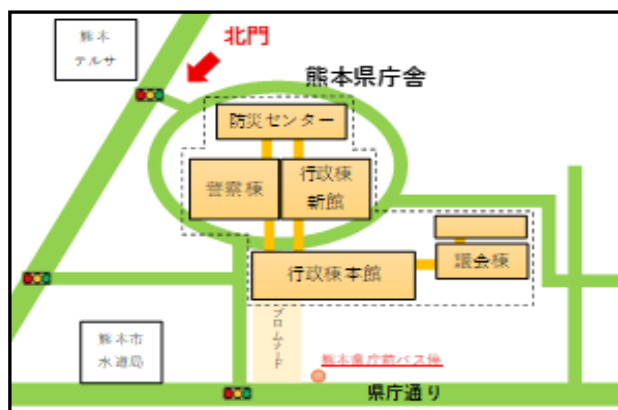 熊本
テルサ
北門
熊本県庁舎
防災センター
警察棟
行政棟
新館
行政棟本館
議会棟
プロムナード
熊本市
水道局
熊本県庁前バス停
県庁通り